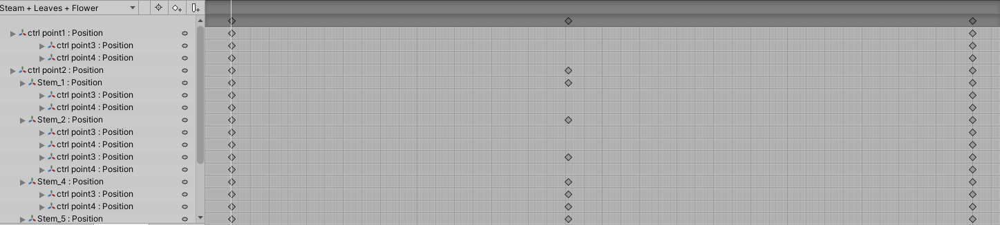 Steam + Leaves + Flower
ctrl point1 : Position
ctrl point3 : Position
ctrl point4 : Position
ctrl point2 : Position
Stem_1 : Position
ctrl point3 : Position
ctrl point4 : Position
Stem_2 : Position
ctrl point3 : Position
ctrl point4 : Position
ctrl point3 : Position
ctrl point4 : Position
Stem_4 : Position
ctrl point3 : Position
ctrl point4 : Position
Stem_5 : Position